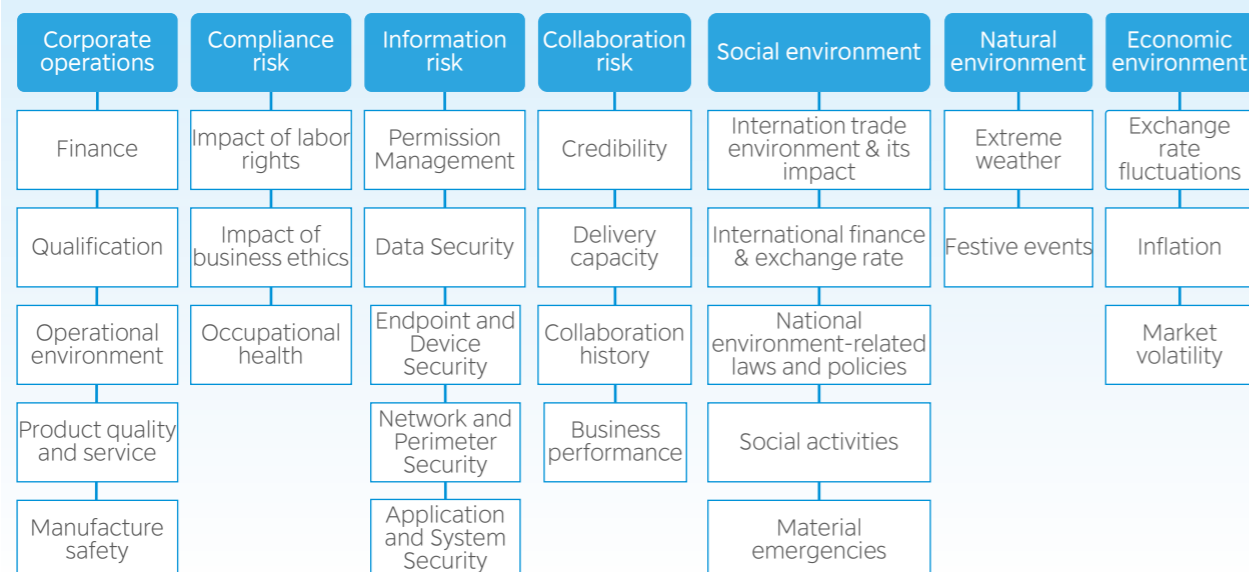 Corporate
operations
Finance
Qualification
Operational
environment
Product quality
and service
Manufacture
safety
Compliance
risk
Impact of labor
rights
Impact of
business ethics
Occupational
health
Information
risk
Permission
Management
Data Security
Endpoint and
Device
Security
Network and
Perimeter
Security
Application
and System
Security
Collaboration
risk
Credibility
Delivery
capacity
Collaboration
history
Business
performance
Social environment
Internation trade
environment & its
impact
International finance
& exchange rate
National
environment-related
laws and policies
Social activities
Material
emergencies
Natural
environment
Extreme
weather
Festive events
Economic
environment
Exchange
rate
fluctuations
Inflation
Market
volatility